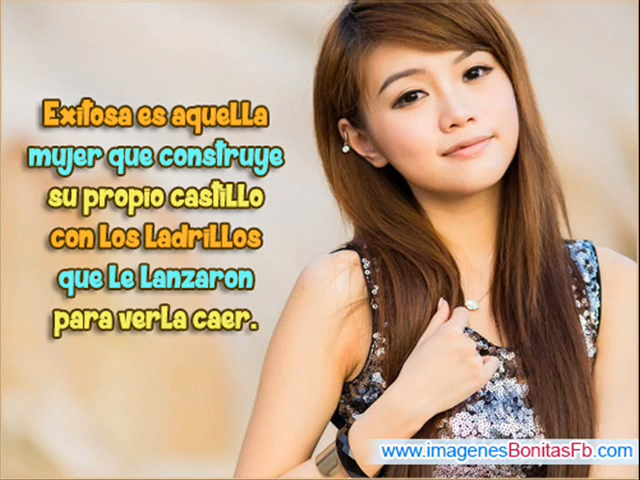 Exitosa es aquella
mujer que construye
su propio castillo
con los ladrillos
que le lanzaron
para verla caer.
www.imagenesBonitasFb.com